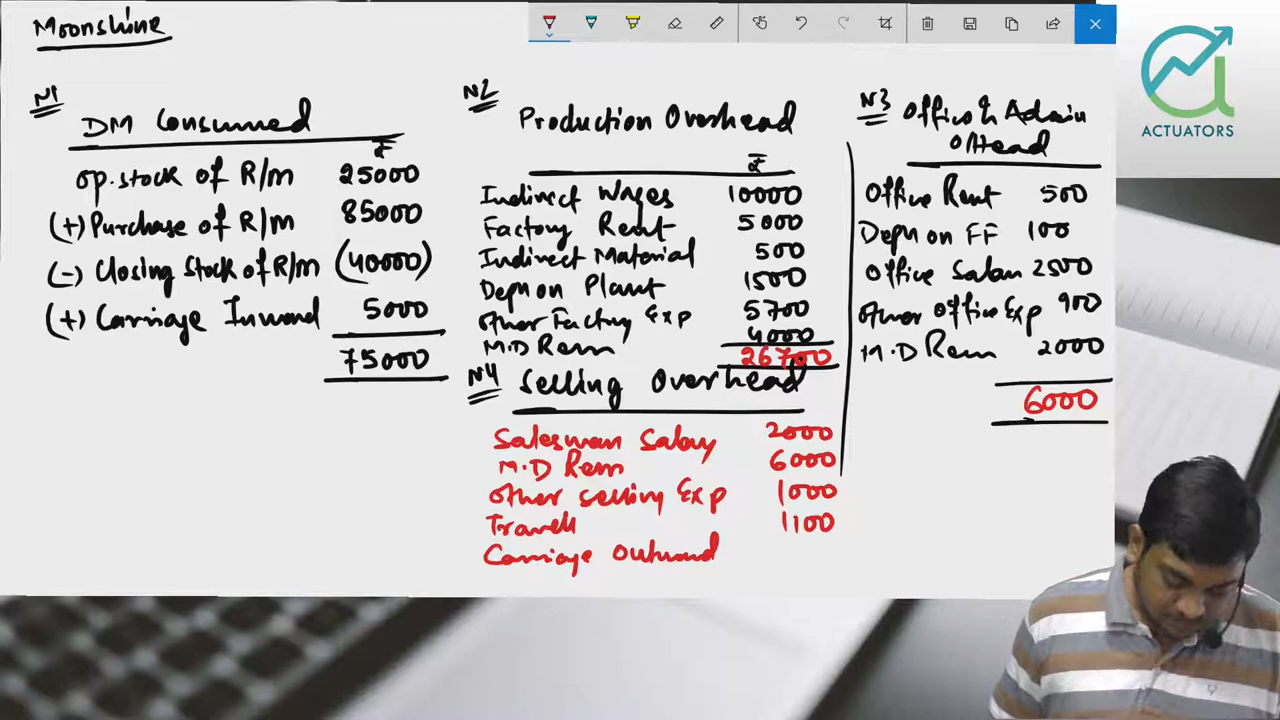 Moonshine
N1
DM Consumed
₹
op. stock of R/m 25000
(+) Purchase of R/m 85000
(-) Closing Stock of R/m (40000)
(+) Carriage Inward 5000
75000
N2
Production Overhead
₹
Indirect Wages 10000
Factory Rent 5000
Indirect Material 500
Depn on Plant 1500
Other Factory Exp 5700
M.D Rem 4000
26700
N4 Selling Overhead
Salesman Salary 2000
M.D Rem 6000
Other Selling Exp 1000
Travell 1100
Carriage Outward
N3 Office & Admin
O/Head
Office Rent 500
Depn on FF 100
Office Salary 2500
Other Office Exp 900
M.D Rem 2000
6000
ACTUATORS